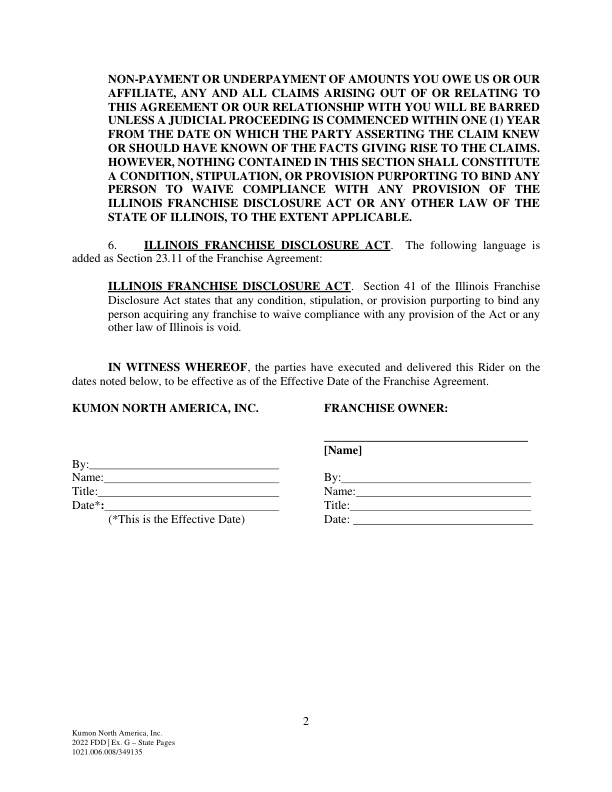 NON-PAYMENT OR UNDERPAYMENT OF AMOUNTS YOU OWE US OR OUR
AFFILIATE, ANY AND ALL CLAIMS ARISING OUT OF OR RELATING TO
THIS AGREEMENT OR OUR RELATIONSHIP WITH YOU WILL BE BARRED
UNLESS A JUDICIAL PROCEEDING IS COMMENCED WITHIN ONE (1) YEAR
FROM THE DATE ON WHICH THE PARTY ASSERTING THE CLAIM KNEW
OR SHOULD HAVE KNOWN OF THE FACTS GIVING RISE TO THE CLAIMS.
HOWEVER, NOTHING CONTAINED IN THIS SECTION SHALL CONSTITUTE
A CONDITION, STIPULATION, OR PROVISION PURPORTING TO BIND ANY
PERSON TO WAIVE COMPLIANCE WITH ANY PROVISION OF THE
ILLINOIS FRANCHISE DISCLOSURE ACT OR ANY OTHER LAW OF THE
STATE OF ILLINOIS, TO THE EXTENT APPLICABLE.
6. ILLINOIS FRANCHISE DISCLOSURE ACT. The following language is
added as Section 23.11 of the Franchise Agreement:
ILLINOIS FRANCHISE DISCLOSURE ACT. Section 41 of the Illinois Franchise
Disclosure Act states that any condition, stipulation, or provision purporting to bind any
person acquiring any franchise to waive compliance with any provision of the Act or any
other law of Illinois is void.
IN WITNESS WHEREOF, the parties have executed and delivered this Rider on the
dates noted below, to be effective as of the Effective Date of the Franchise Agreement.
KUMON NORTH AMERICA, INC.
By:________________________________
Name:______________________________
Title:_______________________________
Date*:______________________________
(*This is the Effective Date)
FRANCHISE OWNER:
__________________________________
[Name]
By:________________________________
Name:______________________________
Title:_______________________________
Date: ______________________________
2
Kumon North America, Inc.
2022 FDD | Ex. G – State Pages
1021.006.008/349135